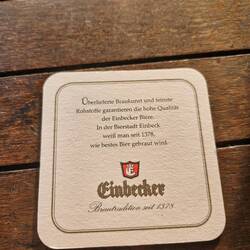 Überlieferte Braukunst und feinste
Rohstoffe garantieren die hohe Qualität
der Einbecker Biere.
In der Bierstadt Einbeck
weiß man seit 1378,
wie bestes Bier gebraut wird.
E
Einbecker
Brautradition seit 1378